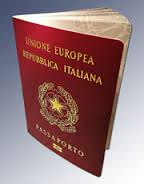 UNIONE EUROPEA
REPUBBLICA ITALIANA
PASSAPORTO